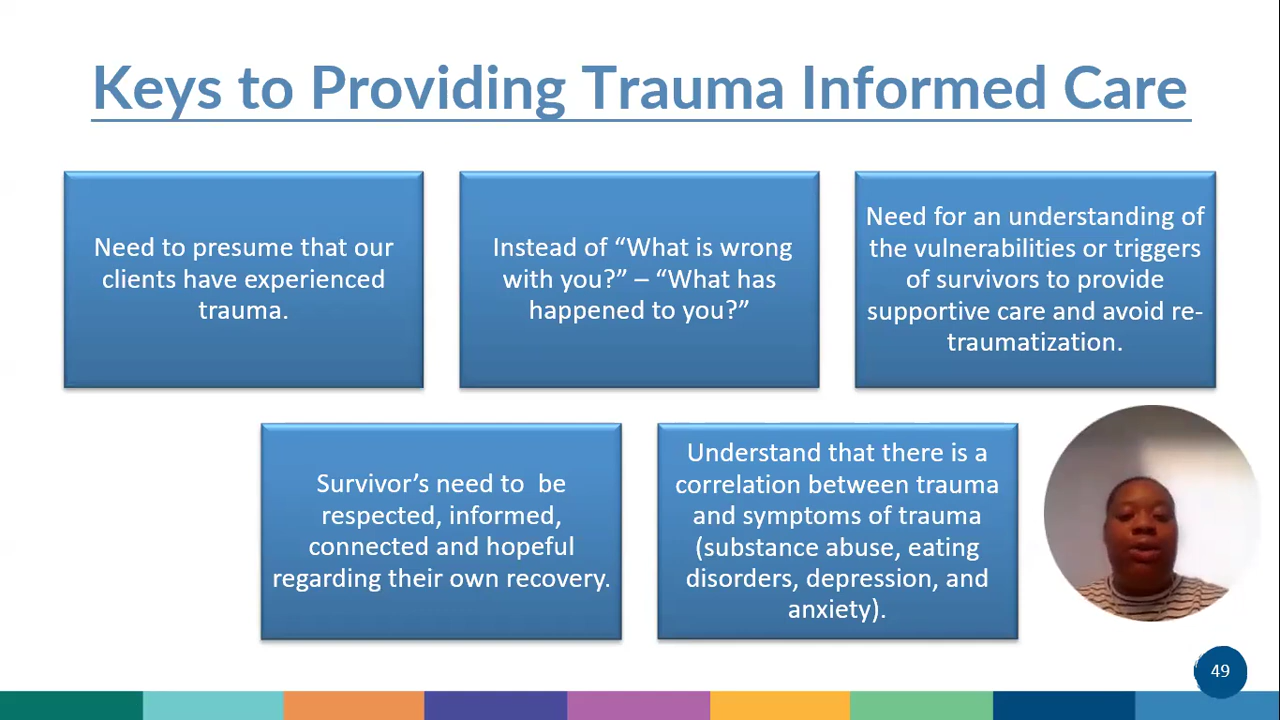 Keys to Providing Trauma Informed Care
Need to presume that our
clients have experienced
trauma.
Instead of “What is wrong
with you?” – “What has
happened to you?”
Need for an understanding of
the vulnerabilities or triggers
of survivors to provide
supportive care and avoid re-
traumatization.
Survivor’s need to  be
respected, informed,
connected and hopeful
regarding their own recovery.
Understand that there is a
correlation between trauma
and symptoms of trauma
(substance abuse, eating
disorders, depression, and
anxiety).
49